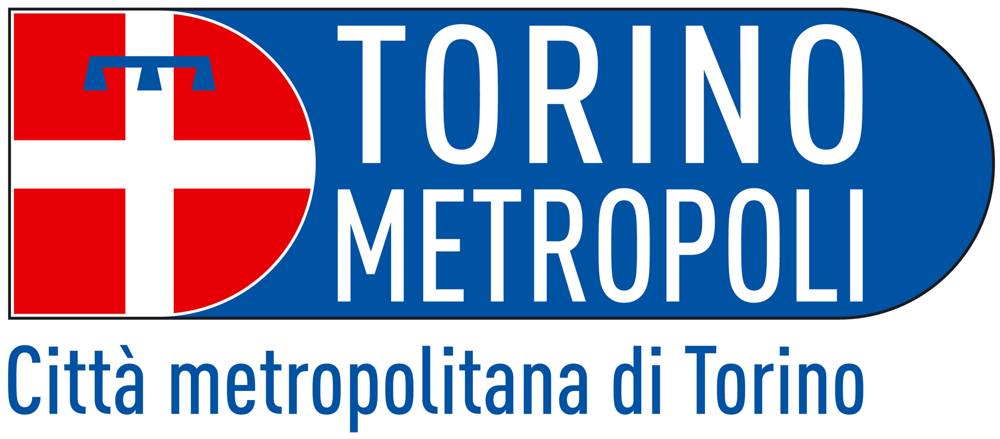 TORINO
METROPOLI
Città metropolitana di Torino